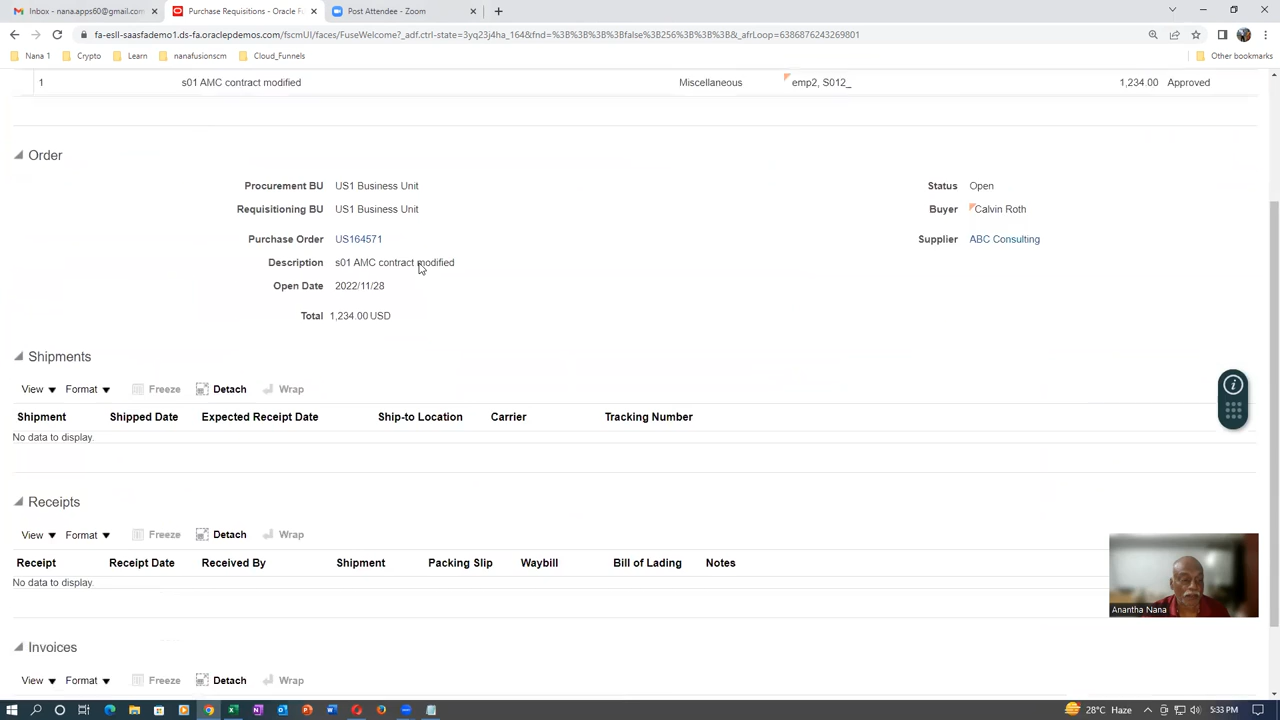 Inbox - nana.apps60@gmail.com
Purchase Requisitions - Oracle Fu
Post Attendee - Zoom
fa-esll-saasfademo1.ds-fa.oraclepdemos.com/fscmUI/faces/FuseWelcome?_adf.ctrl-state=3yq23j4ha_164&fnd=%3B%3B%3B%3Bfalse%3B256%3B%3B%3B&_afrLoop=6386876243269801
Nana 1 Crypto Learn nanafusionscm Cloud_Funnels Other bookmarks
1 s01 AMC contract modified Miscellaneous emp2, S012_ 1,234.00 Approved
Order
Procurement BU US1 Business Unit Status Open
Requisitioning BU US1 Business Unit Buyer Calvin Roth
Purchase Order US164571 Supplier ABC Consulting
Description s01 AMC contract modified
Open Date 2022/11/28
Total 1,234.00 USD
Shipments
View Format Freeze Detach Wrap
Shipment Shipped Date Expected Receipt Date Ship-to Location Carrier Tracking Number
No data to display.
Receipts
View Format Freeze Detach Wrap
Receipt Receipt Date Received By Shipment Packing Slip Waybill Bill of Lading Notes
No data to display.
Anantha Nana
Invoices
View Format Freeze Detach Wrap
28°C Haze 5:33 PM